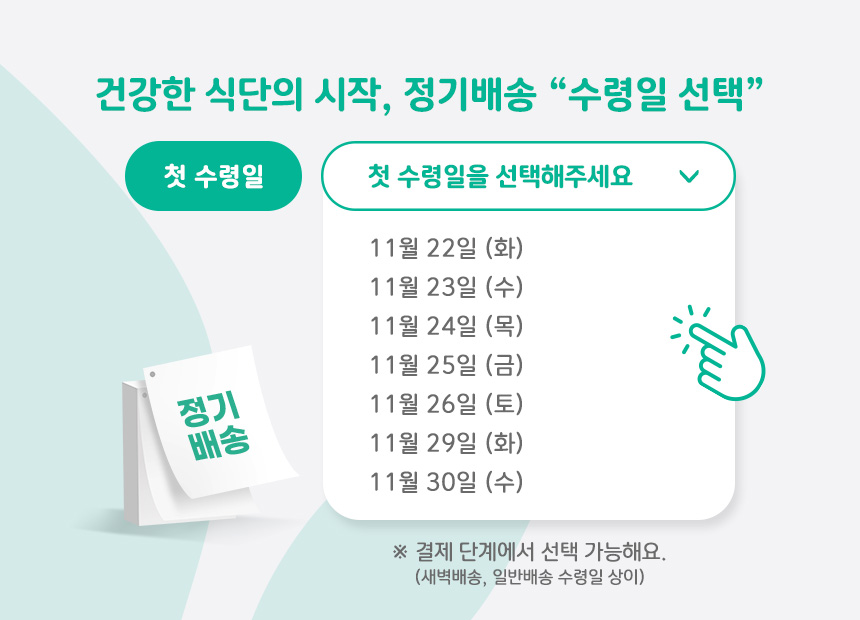 건강한 식단의 시작, 정기배송 “수령일 선택”
첫 수령일
첫 수령일을 선택해주세요
11월 22일 (화)
11월 23일 (수)
11월 24일 (목)
11월 25일 (금)
11월 26일 (토)
11월 29일 (화)
11월 30일 (수)
정기
배송
※ 결제 단계에서 선택 가능해요.
(새벽배송, 일반배송 수령일 상이)